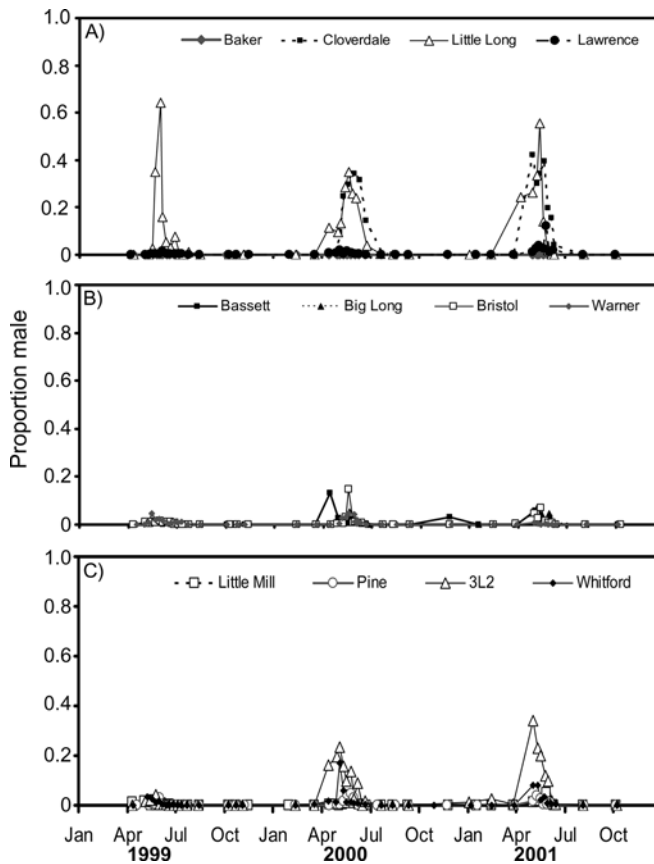 A)
Baker Cloverdale Little Long Lawrence
1.0
0.8
0.6
0.4
0.2
0
B)
Bassett Big Long Bristol Warner
1.0
0.8
0.6
0.4
0.2
0
C)
Little Mill Pine 3L2 Whitford
1.0
0.8
0.6
0.4
0.2
0
Proportion male
Jan Apr Jul Oct Jan Apr Jul Oct Jan Apr Jul Oct
1999 2000 2001